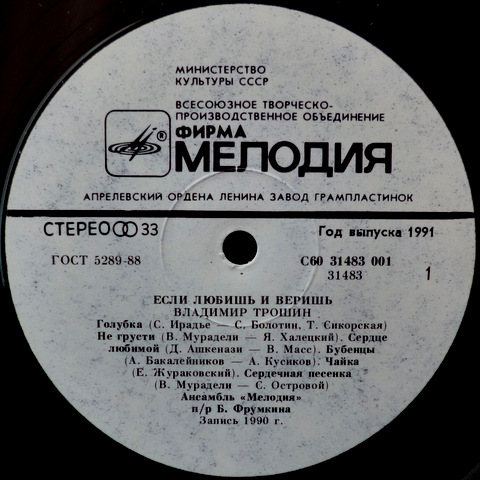 МИНИСТЕРСТВО
КУЛЬТУРЫ СССР
ВСЕСОЮЗНОЕ ТВОРЧЕСКО-
ПРОИЗВОДСТВЕННОЕ ОБЪЕДИНЕНИЕ
ФИРМА
® МЕЛОДИЯ
АПРЕЛЕВСКИЙ ОРДЕНА ЛЕНИНА ЗАВОД ГРАМПЛАСТИНОК
СТЕРЕО 33 Год выпуска 1991
ГОСТ 5289-88 С60 31483 001
31483 1
ЕСЛИ ЛЮБИШЬ И ВЕРИШЬ
ВЛАДИМИР ТРОШИН
Голубка (С. Ирадье — С. Болотин, Т. Сикорская)
Не грусти (В. Мурадели — Я. Халецкий). Сердце
любимой (Д. Ашкенази — В. Масс). Бубенцы
(А. Бакалейников — А. Кусиков). Чайка
(Е. Жураковский). Сердечная песенка
(В. Мурадели — С. Островой)
Ансамбль «Мелодия»
п/р Б. Фрумкина
Запись 1990 г.